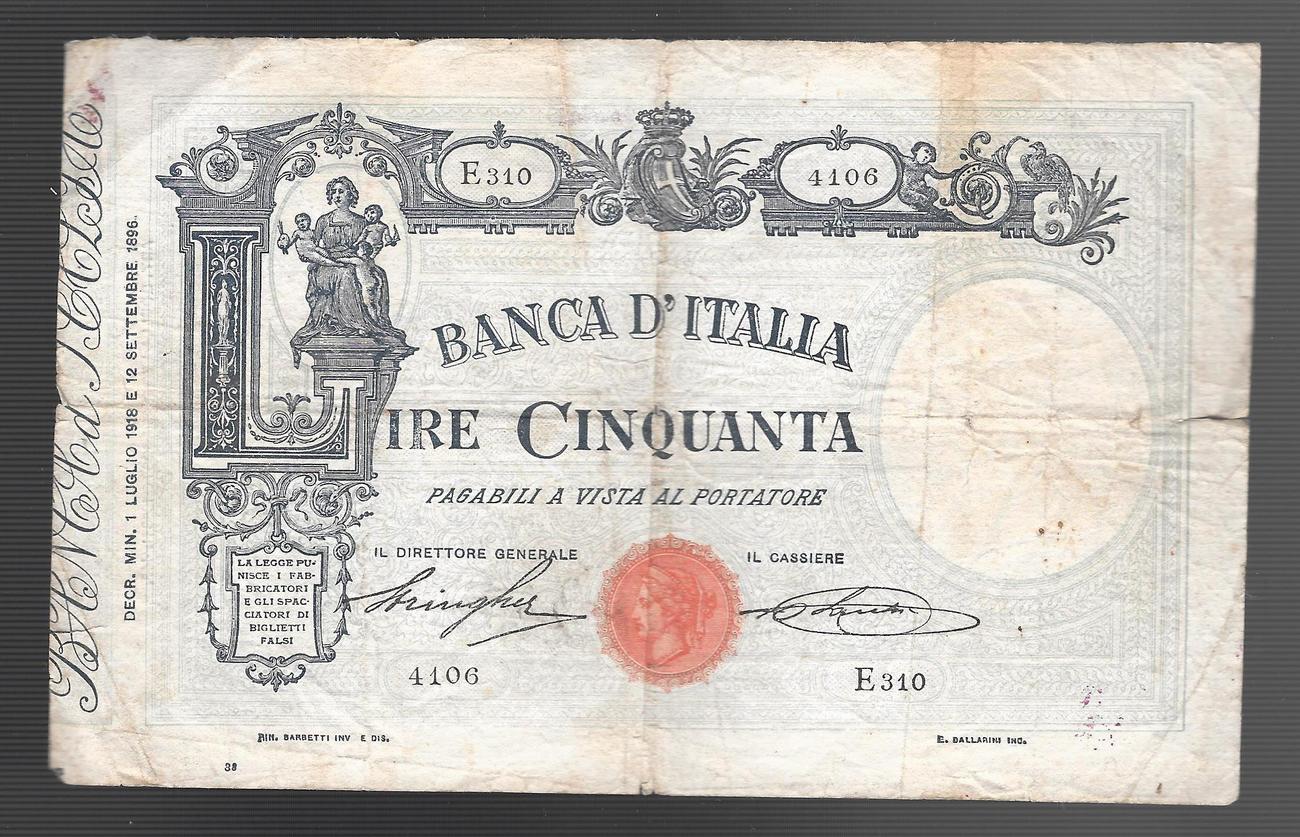 E310
4106
BANCA D'ITALIA
LIRE CINQUANTA
PAGABILI A VISTA AL PORTATORE
IL DIRETTORE GENERALE
IL CASSIERE
Stringher
LA LEGGE PU-
NISCE I FAB-
BRICATORI
E GLI SPAC-
CIATORI DI
BIGLIETTI
FALSI
4106
E310
RIN. BARBETTI INV E DIS.
E. BALLARINI INC.
38
DECR. MIN. 1 LUGLIO 1918 E 12 SETTEMBRE 1896.